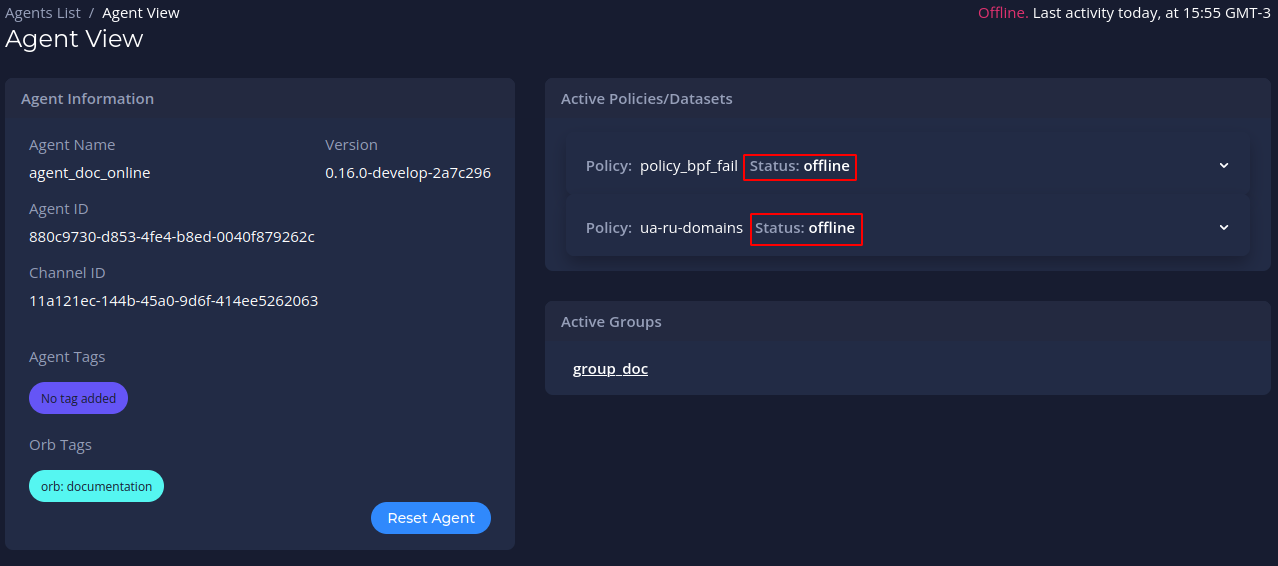 Agents List / Agent View
Offline. Last activity today, at 15:55 GMT-3
Agent View
Agent Information
Agent Name
Version
agent_doc_online
0.16.0-develop-2a7c296
Agent ID
880c9730-d853-4fe4-b8ed-0040f879262c
Channel ID
11a121ec-144b-45a0-9d6f-414ee5262063
Agent Tags
No tag added
Orb Tags
orb: documentation
Reset Agent
Active Policies/Datasets
Policy: policy_bpf_fail Status: offline
Policy: ua-ru-domains Status: offline
Active Groups
group_doc